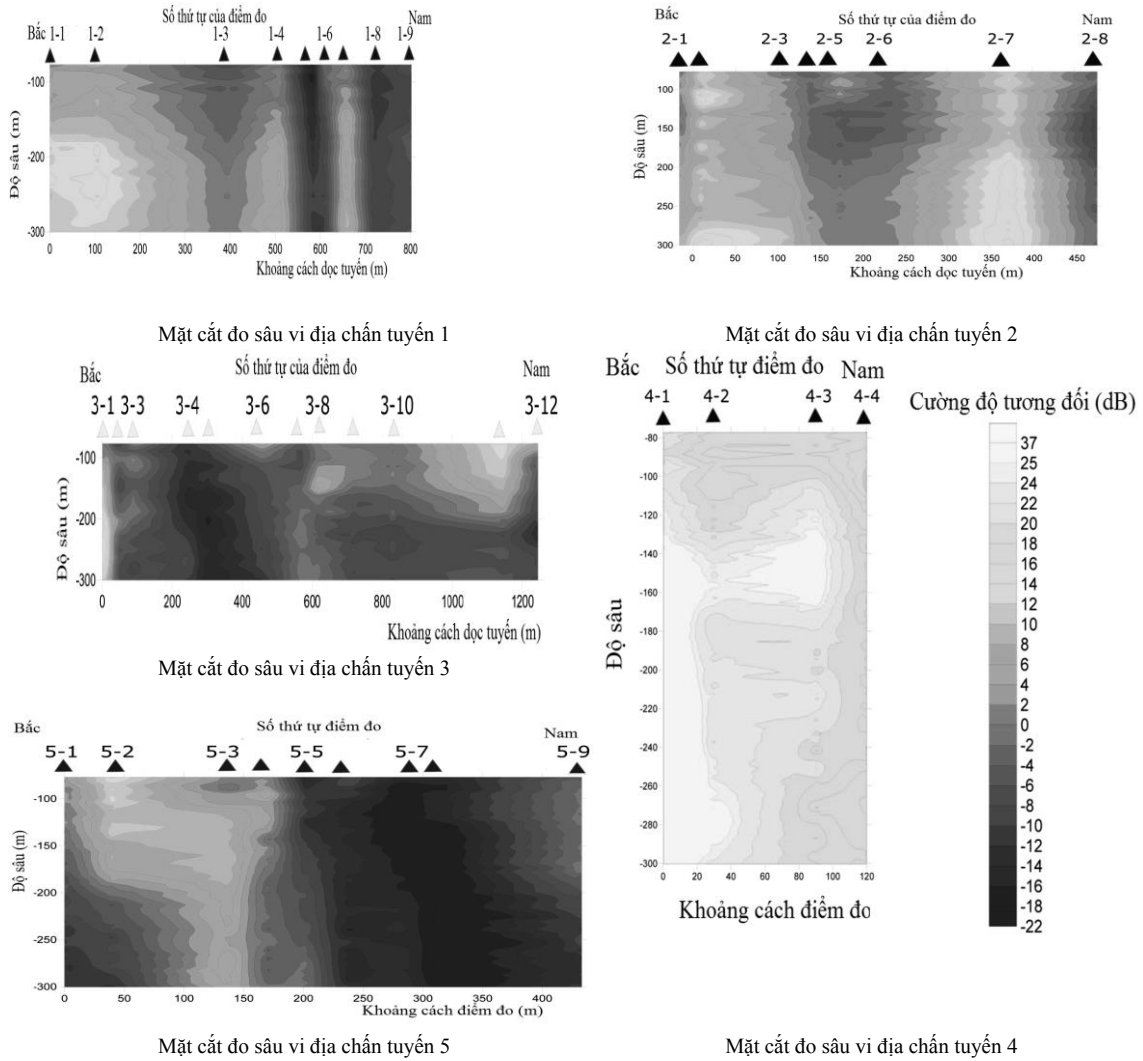 Số thứ tự của điểm đo
Bắc 1-1 1-2 1-3 1-4 1-6 1-8 1-9 Nam
Độ sâu (m)
-100
-200
-300
0 100 200 300 400 500 600 700 800
Khoảng cách dọc tuyến (m)
Mặt cắt đo sâu vi địa chấn tuyến 1
Bắc Số thứ tự của điểm đo Nam
2-1 2-3 2-5 2-6 2-7 2-8
Độ sâu (m)
100
150
200
250
300
0 50 100 150 200 250 300 350 400 450
Khoảng cách dọc tuyến (m)
Mặt cắt đo sâu vi địa chấn tuyến 2
Bắc Số thứ tự của điểm đo Nam
3-1 3-3 3-4 3-6 3-8 3-10 3-12
Độ sâu (m)
-100
-200
-300
0 200 400 600 800 1000 1200
Khoảng cách dọc tuyến (m)
Mặt cắt đo sâu vi địa chấn tuyến 3
Bắc Số thứ tự điểm đo Nam
4-1 4-2 4-3 4-4
Độ sâu
-80
-100
-120
-140
-160
-180
-200
-220
-240
-260
-280
-300
0 20 40 60 80 100 120
Khoảng cách điểm đo
Cường độ tương đối (dB)
37
25
24
22
20
18
16
14
12
10
8
6
4
2
0
-2
-4
-6
-8
-10
-12
-14
-16
-18
-22
Bắc Số thứ tự điểm đo Nam
5-1 5-2 5-3 5-5 5-7 5-9
Độ sâu (m)
-100
-150
-200
-250
-300
0 50 100 150 200 250 300 350 400
Khoảng cách điểm đo (m)
Mặt cắt đo sâu vi địa chấn tuyến 5
Mặt cắt đo sâu vi địa chấn tuyến 4